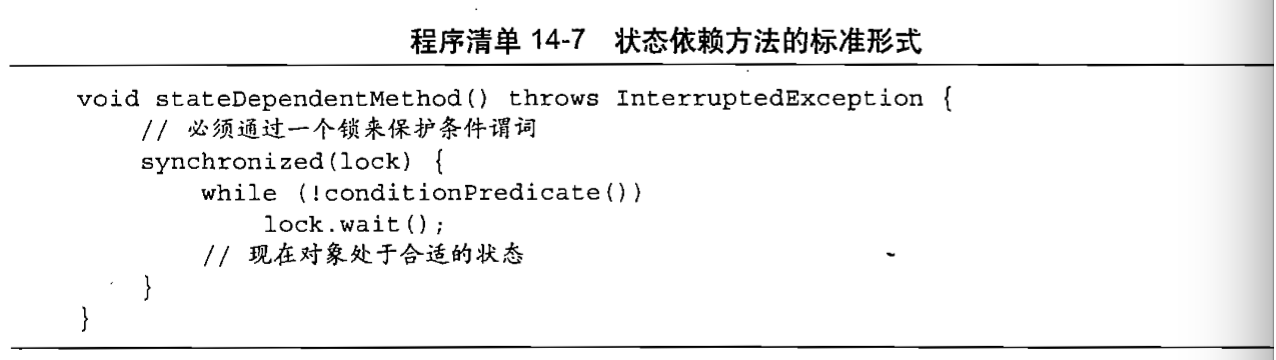 程序清单 14-7 状态依赖方法的标准形式
void stateDependentMethod() throws InterruptedException {
    // 必须通过一个锁来保护条件谓词
    synchronized(lock) {
        while (!conditionPredicate())
            lock.wait();
        // 现在对象处于合适的状态
    }
}